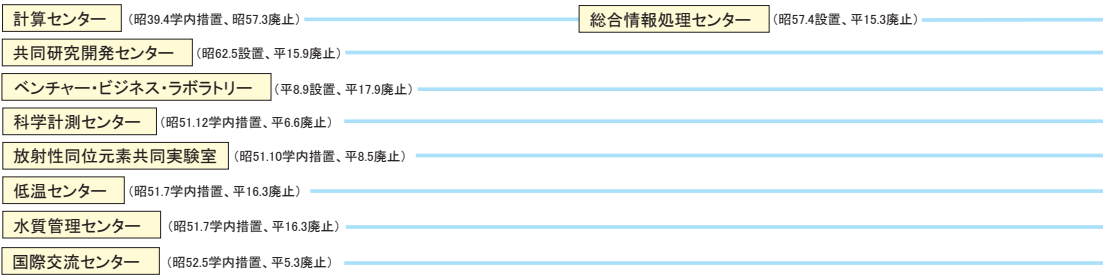 計算センター (昭39.4学内措置、昭57.3廃止) 総合情報処理センター (昭57.4設置、平15.3廃止)
共同研究開発センター (昭62.5設置、平15.9廃止)
ベンチャー・ビジネス・ラボラトリー (平8.9設置、平17.9廃止)
科学計測センター (昭51.12学内措置、平6.6廃止)
放射性同位元素共同実験室 (昭51.10学内措置、平8.5廃止)
低温センター (昭51.7学内措置、平16.3廃止)
水質管理センター (昭51.7学内措置、平16.3廃止)
国際交流センター (昭52.5学内措置、平5.3廃止)